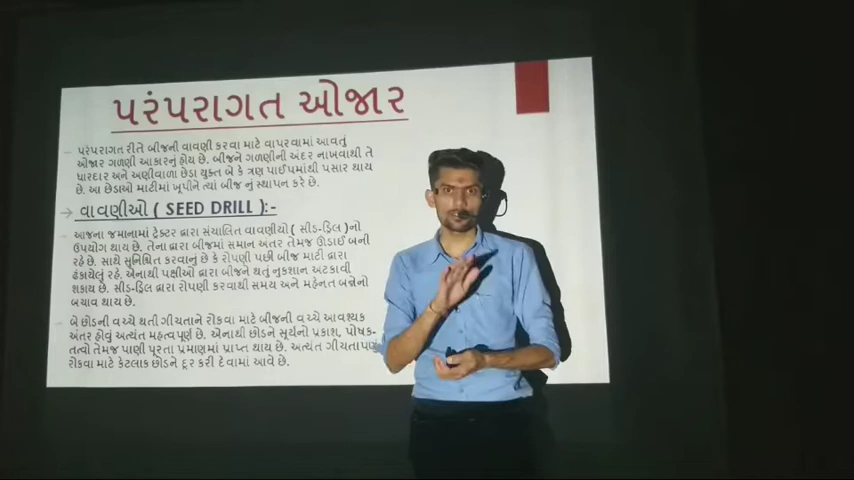 પરંપરાગત ઓજાર
પરંપરાગત રીતે બીજની વાવણી કરવા માટે વાપરવામાં આવતું
ઓજાર ગળણી આકારનું હોય છે. બીજને ગળણીની અંદર નાખવાથી તે
ધારદાર અને અણીવાળા છેડા યુક્ત બે કે ત્રણ પાઈપમાંથી પસાર થાય
છે. આ છેડાઓ માટીમાં ખૂપીને ત્યાં બીજ નું સ્થાપન કરે છે.
→ વાવણીઓ ( SEED DRILL ):-
આજના જમાનામાં ટ્રેક્ટર દ્વારા સંચાલિત વાવણીયો ( સીડ-ડ્રિલ )નો
ઉપયોગ થાય છે. તેના દ્વારા બીજમાં સમાન અંતર તેમજ ઊંડાઈ બની
રહે છે. સાથે સુનિશ્ચિત કરવાનું છે કે રોપણી પછી બીજ માટી દ્વારા
ઢંકાયેલું રહે. એનાથી પક્ષીઓ દ્વારા બીજને થતું નુકશાન અટકાવી
શકાય છે. સીડ-ડ્રિલ દ્વારા રોપણી કરવાથી સમય અને મહેનત બન્નેનો
બચાવ થાય છે.
બે છોડની વચ્ચે થતી ગીચતાને રોકવા માટે બીજની વચ્ચે આવશ્યક
અંતર હોવું અત્યંત મહત્વપૂર્ણ છે. એનાથી છોડને સૂર્યનો પ્રકાશ, પોષક-
તત્વો તેમજ પાણી પૂરતા પ્રમાણમાં પ્રાપ્ત થાય છે. અત્યંત ગીચતાપણું
રોકવા માટે કેટલાક છોડને દૂર કરી દેવામાં આવે છે.